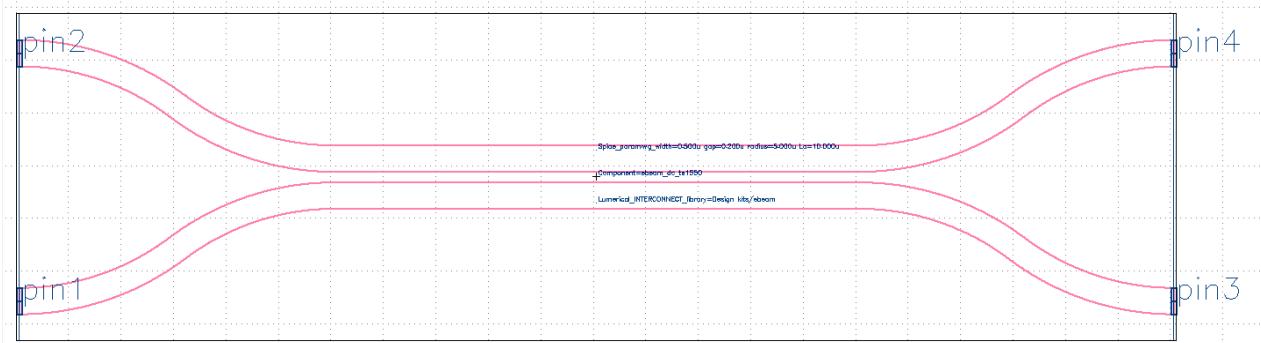 pin2
pin4
Spice_param:wg_width=0.500u gap=0.200u radius=5.000u Lc=10.000u
Component=ebeam_dc_te1550
Lumerical_INTERCONNECT_library=Design kits/ebeam
pin1
pin3